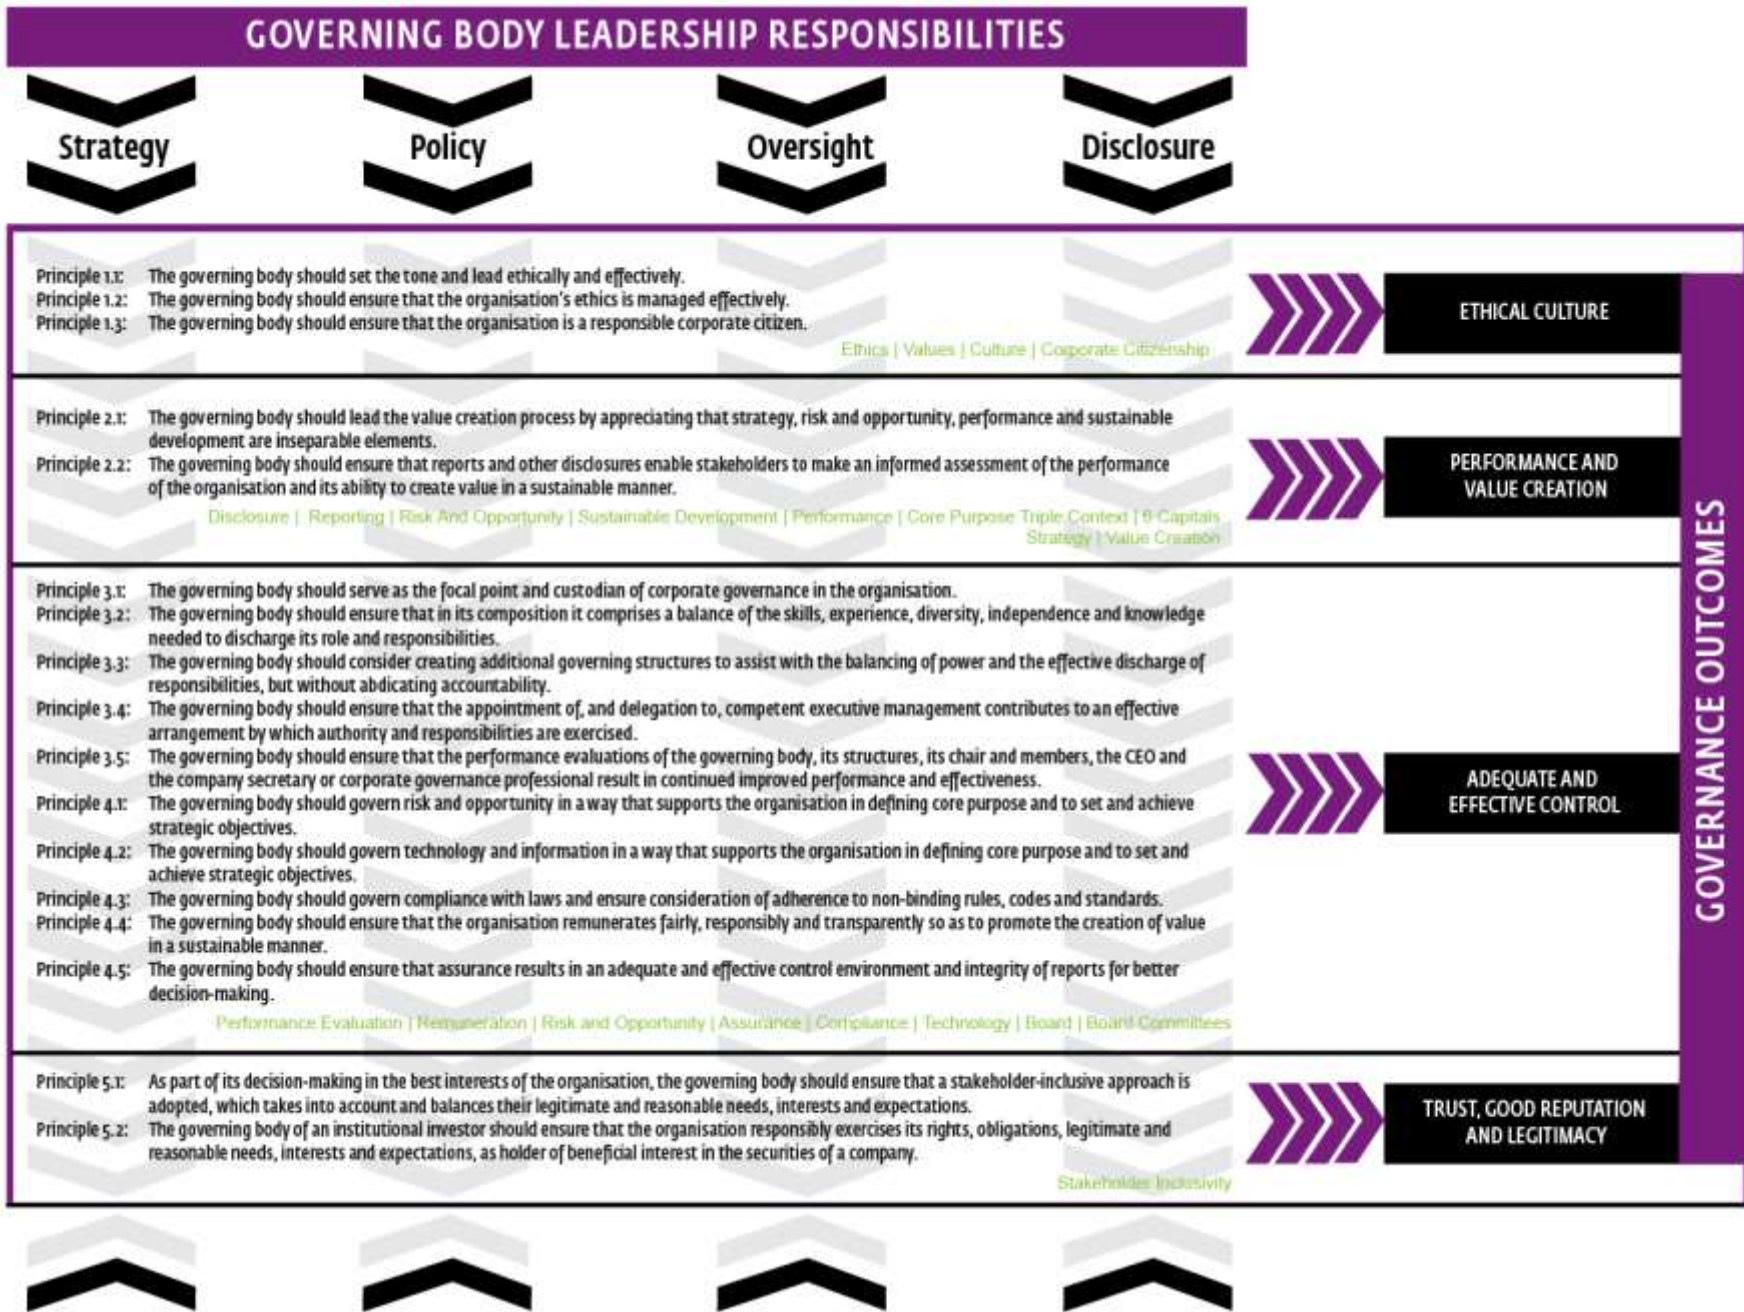 GOVERNING BODY LEADERSHIP RESPONSIBILITIES
Strategy
Policy
Oversight
Disclosure
Principle 1.1: The governing body should set the tone and lead ethically and effectively.
Principle 1.2: The governing body should ensure that the organisation's ethics is managed effectively.
Principle 1.3: The governing body should ensure that the organisation is a responsible corporate citizen.
Ethics | Values | Culture | Corporate Citizenship
ETHICAL CULTURE
Principle 2.1: The governing body should lead the value creation process by appreciating that strategy, risk and opportunity, performance and sustainable
development are inseparable elements.
Principle 2.2: The governing body should ensure that reports and other disclosures enable stakeholders to make an informed assessment of the performance
of the organisation and its ability to create value in a sustainable manner.
Disclosure | Reporting | Risk And Opportunity | Sustainable Development | Performance | Core Purpose Triple Context | 6 Capitals
Strategy | Value Creation
PERFORMANCE AND
VALUE CREATION
Principle 3.1: The governing body should serve as the focal point and custodian of corporate governance in the organisation.
Principle 3.2: The governing body should ensure that in its composition it comprises a balance of the skills, experience, diversity, independence and knowledge
needed to discharge its role and responsibilities.
Principle 3.3: The governing body should consider creating additional governing structures to assist with the balancing of power and the effective discharge of
responsibilities, but without abdicating accountability.
Principle 3.4: The governing body should ensure that the appointment of, and delegation to, competent executive management contributes to an effective
arrangement by which authority and responsibilities are exercised.
Principle 3.5: The governing body should ensure that the performance evaluations of the governing body, its structures, its chair and members, the CEO and
the company secretary or corporate governance professional result in continued improved performance and effectiveness.
Principle 4.1: The governing body should govern risk and opportunity in a way that supports the organisation in defining core purpose and to set and achieve
strategic objectives.
Principle 4.2: The governing body should govern technology and information in a way that supports the organisation in defining core purpose and to set and
achieve strategic objectives.
Principle 4.3: The governing body should govern compliance with laws and ensure consideration of adherence to non-binding rules, codes and standards.
Principle 4.4: The governing body should ensure that the organisation remunerates fairly, responsibly and transparently so as to promote the creation of value
in a sustainable manner.
Principle 4.5: The governing body should ensure that assurance results in an adequate and effective control environment and integrity of reports for better
decision-making.
Performance Evaluation | Remuneration | Risk and Opportunity | Assurance | Compliance | Technology | Board | Board Committees
ADEQUATE AND
EFFECTIVE CONTROL
Principle 5.1: As part of its decision-making in the best interests of the organisation, the governing body should ensure that a stakeholder-inclusive approach is
adopted, which takes into account and balances their legitimate and reasonable needs, interests and expectations.
Principle 5.2: The governing body of an institutional investor should ensure that the organisation responsibly exercises its rights, obligations, legitimate and
reasonable needs, interests and expectations, as holder of beneficial interest in the securities of a company.
Stakeholder Inclusivity
TRUST, GOOD REPUTATION
AND LEGITIMACY
GOVERNANCE OUTCOMES